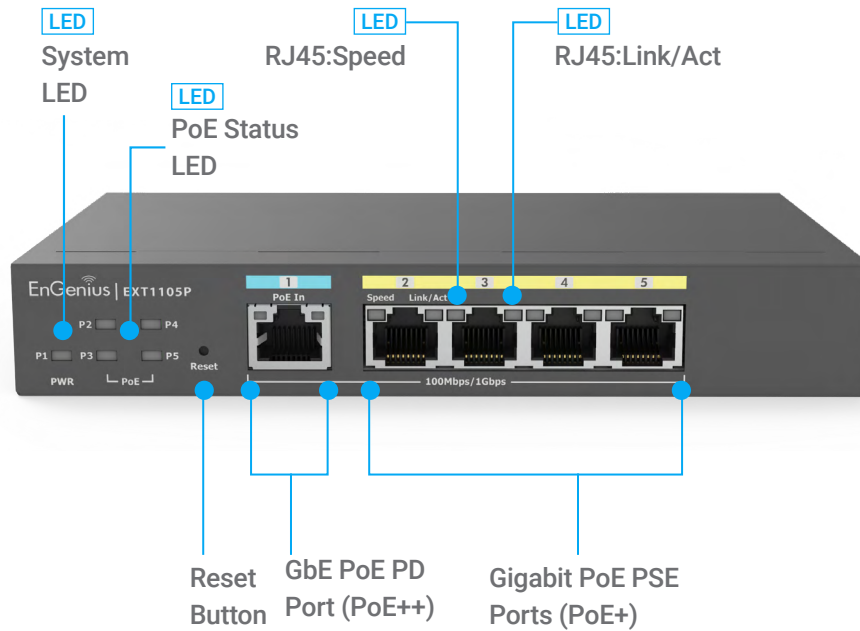 LED
System
LED
LED
PoE Status
LED
LED
RJ45:Speed
LED
RJ45:Link/Act
EnGenius | EXT1105P
P2 P4
P1 P3 P5
PWR PoE
Reset
1
PoE In
2 3 4 5
Speed Link/Act
100Mbps/1Gbps
Reset
Button
GbE PoE PD
Port (PoE++)
Gigabit PoE PSE
Ports (PoE+)